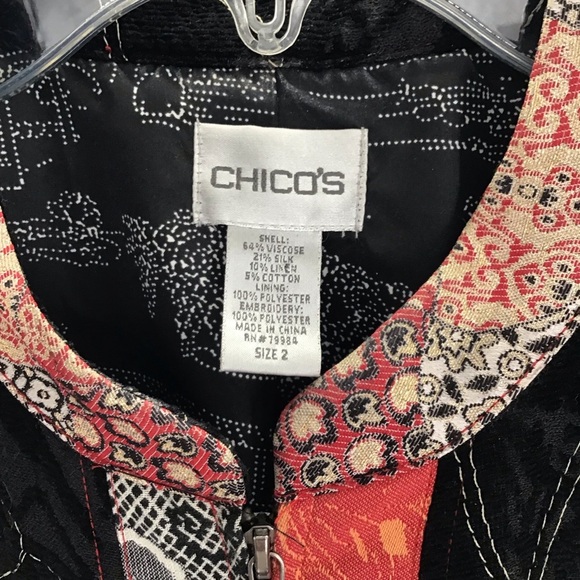 CHICO'S
SHELL:
64% VISCOSE
21% SILK
10% LINEN
5% COTTON
LINING:
100% POLYESTER
EMBROIDERY:
100% POLYESTER
MADE IN CHINA
RN# 79984
SIZE 2